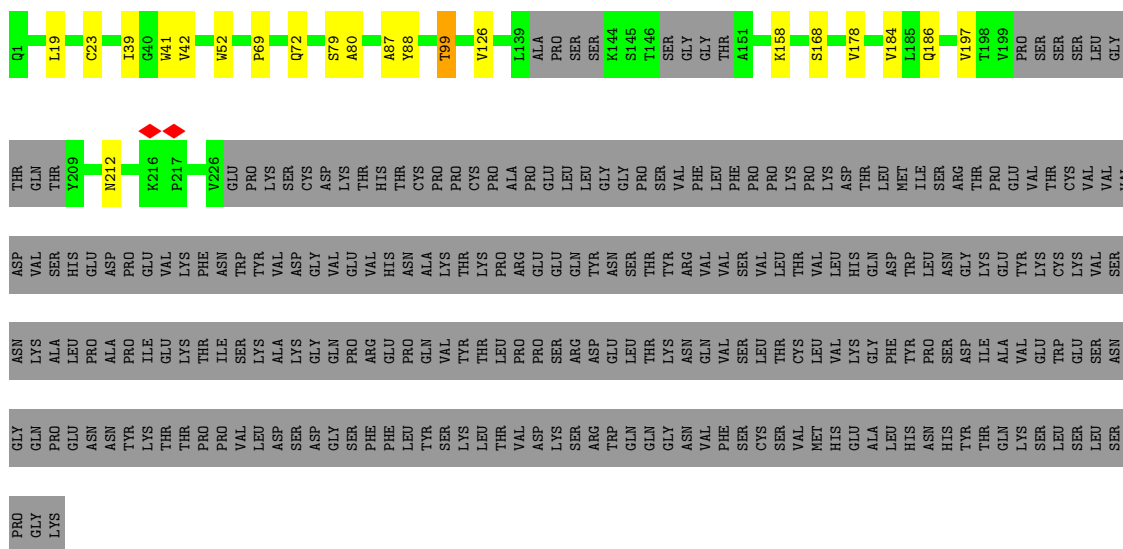 Q1 L19 C23 I39 G40 W41 V42 W52 P69 Q72 S79 A80 A87 Y88 T99 V126 L139 ALA PRO SER SER K144 S145 T146 SER GLY GLY THR A151 K158 S168 V178 V184 L185 Q186 V197 T198 V199 PRO SER SER SER LEU GLY
THR GLN THR Y209 N212 K216 P217 V226 GLU PRO LYS SER CYS ASP LYS THR HIS THR CYS PRO PRO CYS PRO ALA PRO GLU LEU LEU GLY GLY PRO SER VAL PHE LEU PHE PRO PRO LYS PRO LYS ASP THR LEU MET ILE SER ARG THR PRO GLU VAL THR CYS VAL VAL VAL
ASP VAL SER HIS GLU ASP PRO GLU VAL LYS PHE ASN TRP TYR VAL ASP GLY VAL GLU VAL HIS ASN ALA LYS THR LYS PRO ARG GLU GLU GLN TYR ASN SER THR TYR ARG VAL VAL SER VAL LEU THR VAL LEU HIS GLN ASP TRP LEU ASN GLY LYS GLU TYR LYS CYS LYS VAL SER
ASN LYS ALA LEU PRO ALA PRO ILE GLU LYS THR ILE SER LYS ALA LYS GLY GLN PRO ARG GLU PRO GLN VAL TYR THR LEU PRO PRO SER ARG ASP GLU LEU THR LYS ASN GLN VAL SER LEU THR CYS LEU VAL LYS GLY PHE TYR PRO SER ASP ILE ALA VAL GLU TRP GLU SER ASN
GLY GLN PRO GLU ASN ASN TYR LYS THR THR PRO PRO VAL LEU ASP SER ASP GLY SER PHE PHE LEU TYR SER LYS LEU THR VAL ASP LYS SER ARG TRP GLN GLN GLY ASN VAL PHE SER CYS SER VAL MET HIS GLU ALA LEU HIS ASN HIS TYR THR GLN LYS SER LEU SER LEU SER
PRO GLY LYS